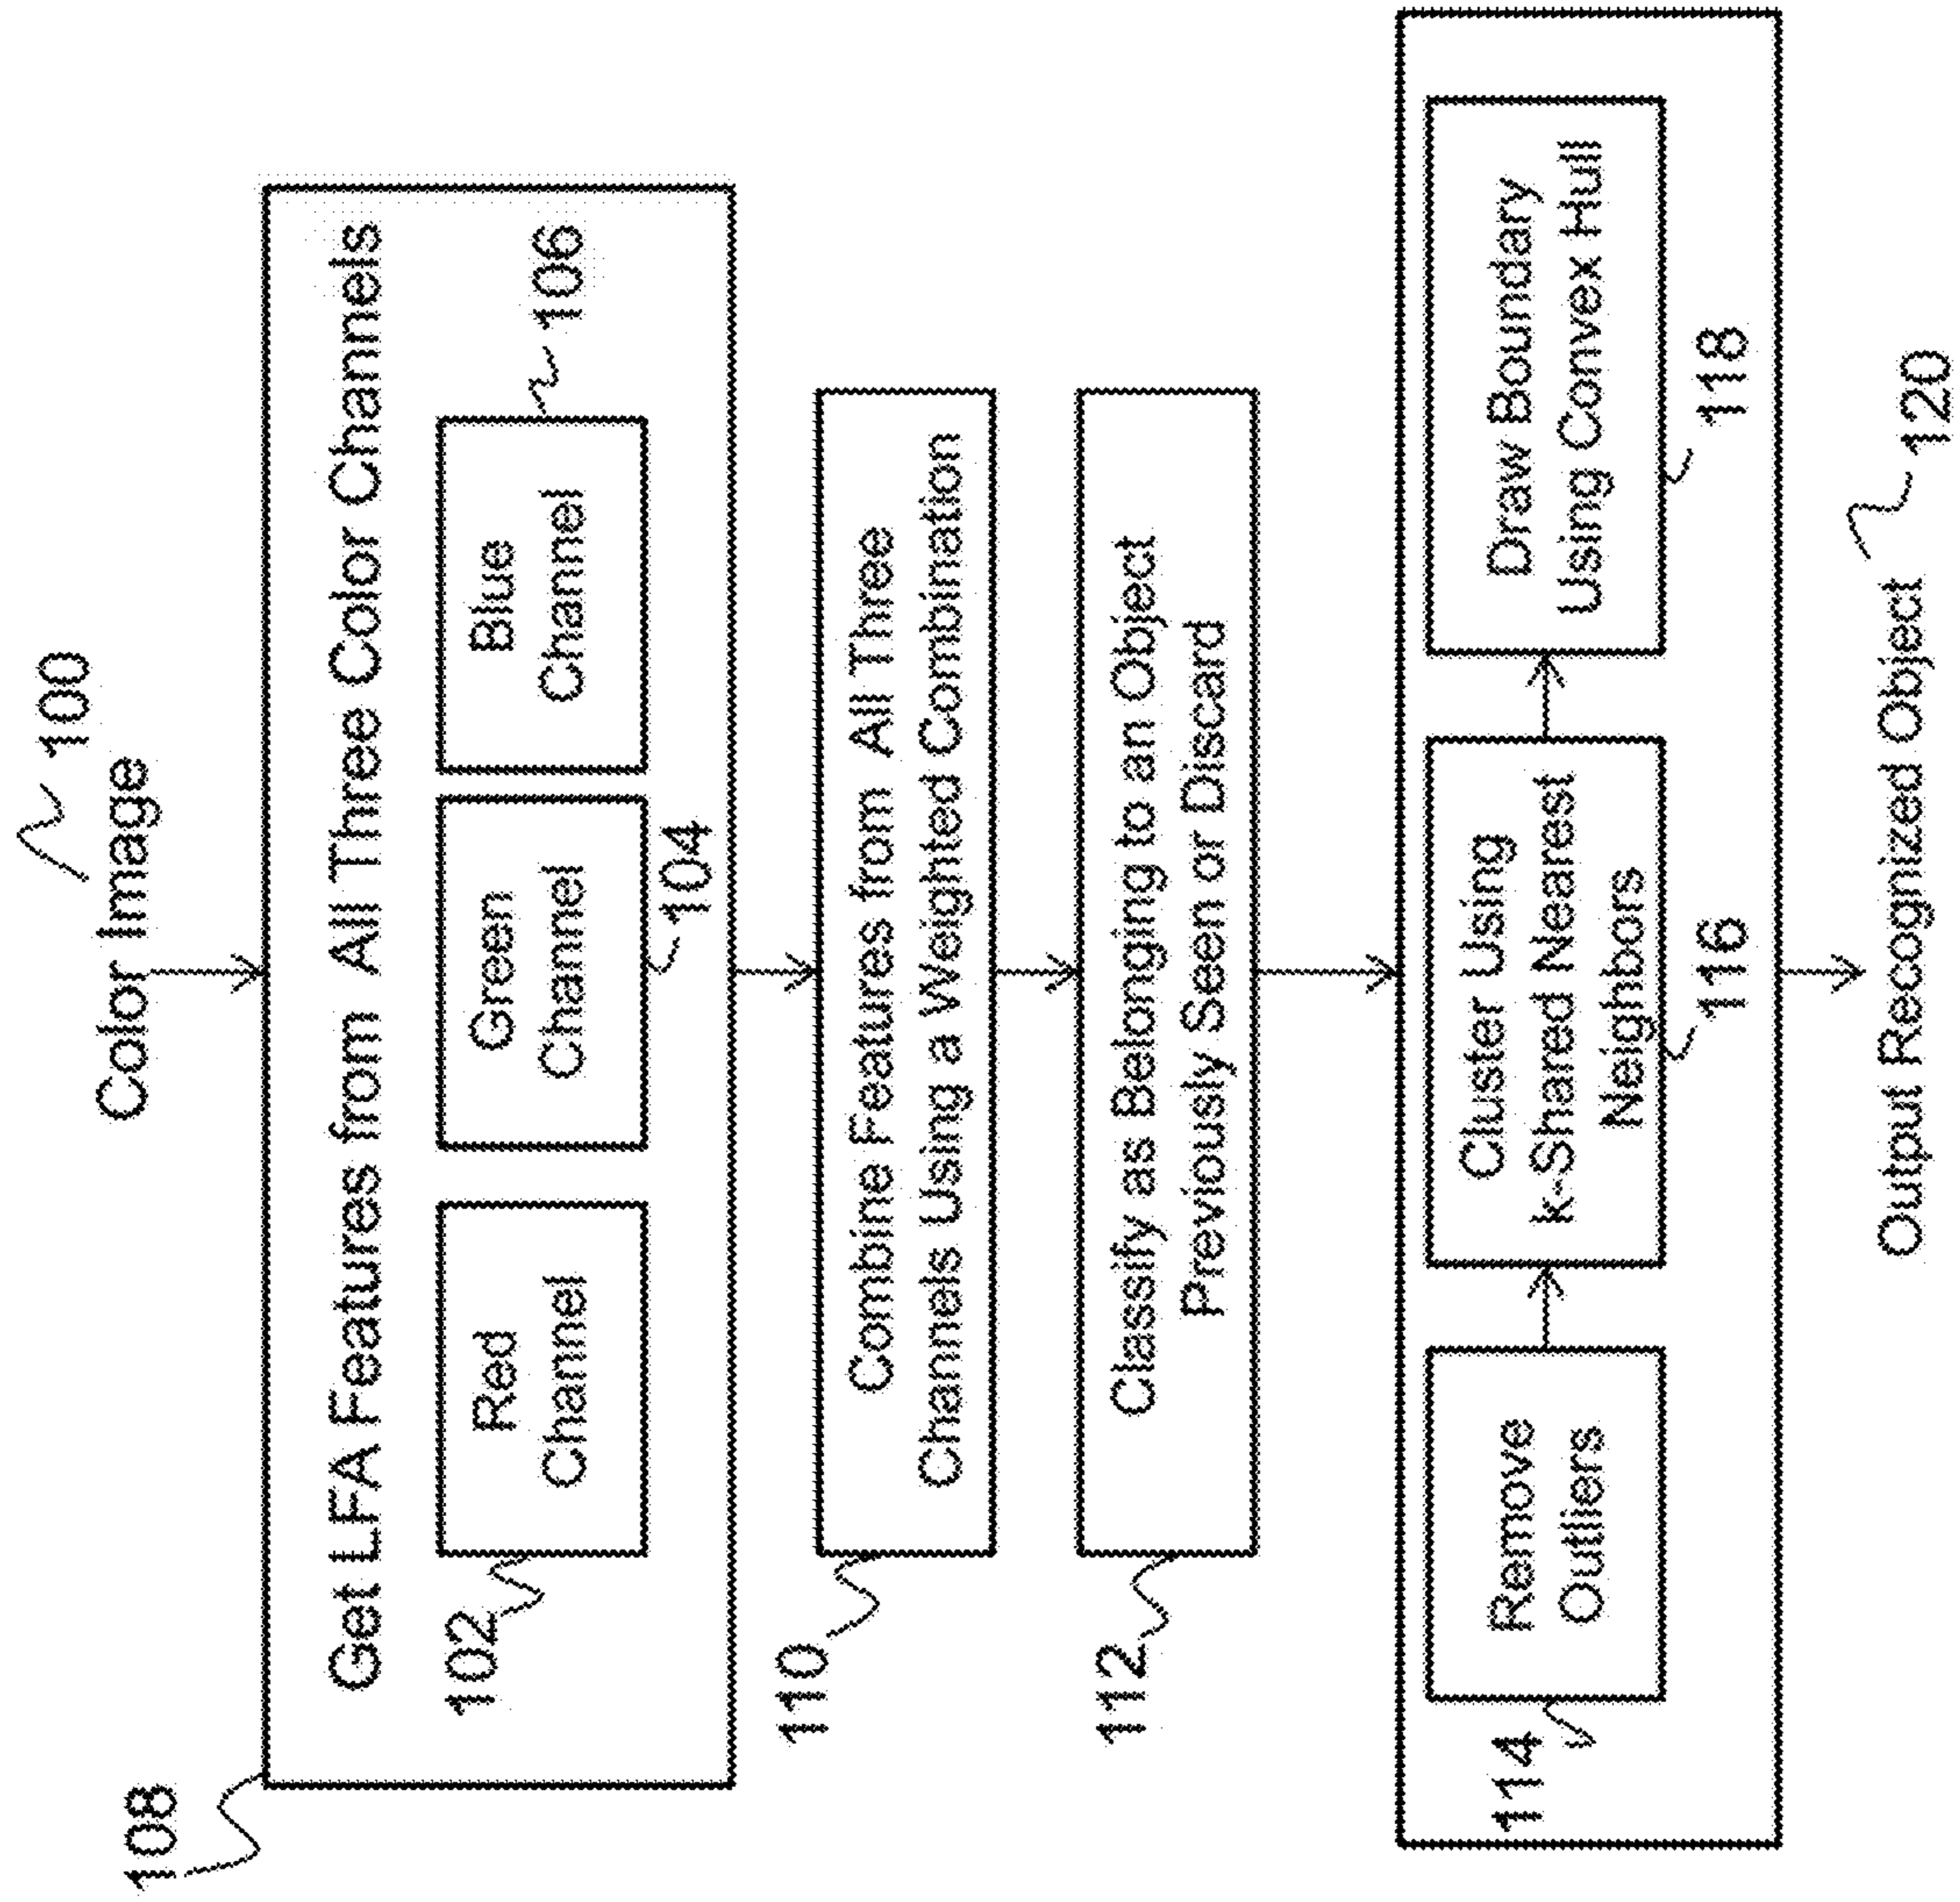 100
Color Image
108
Get LFA Features from All Three Color Channels
102
Red
Channel
Green
Channel
104
Blue
Channel
106
110
Combine Features from All Three
Channels Using a Weighted Combination
112
Classify as Belonging to an Object
Previously Seen or Discard
114
Remove
Outliers
Cluster Using
k-Shared Nearest
Neighbors
116
Draw Boundary
Using Convex Hull
118
Output Recognized Object
120